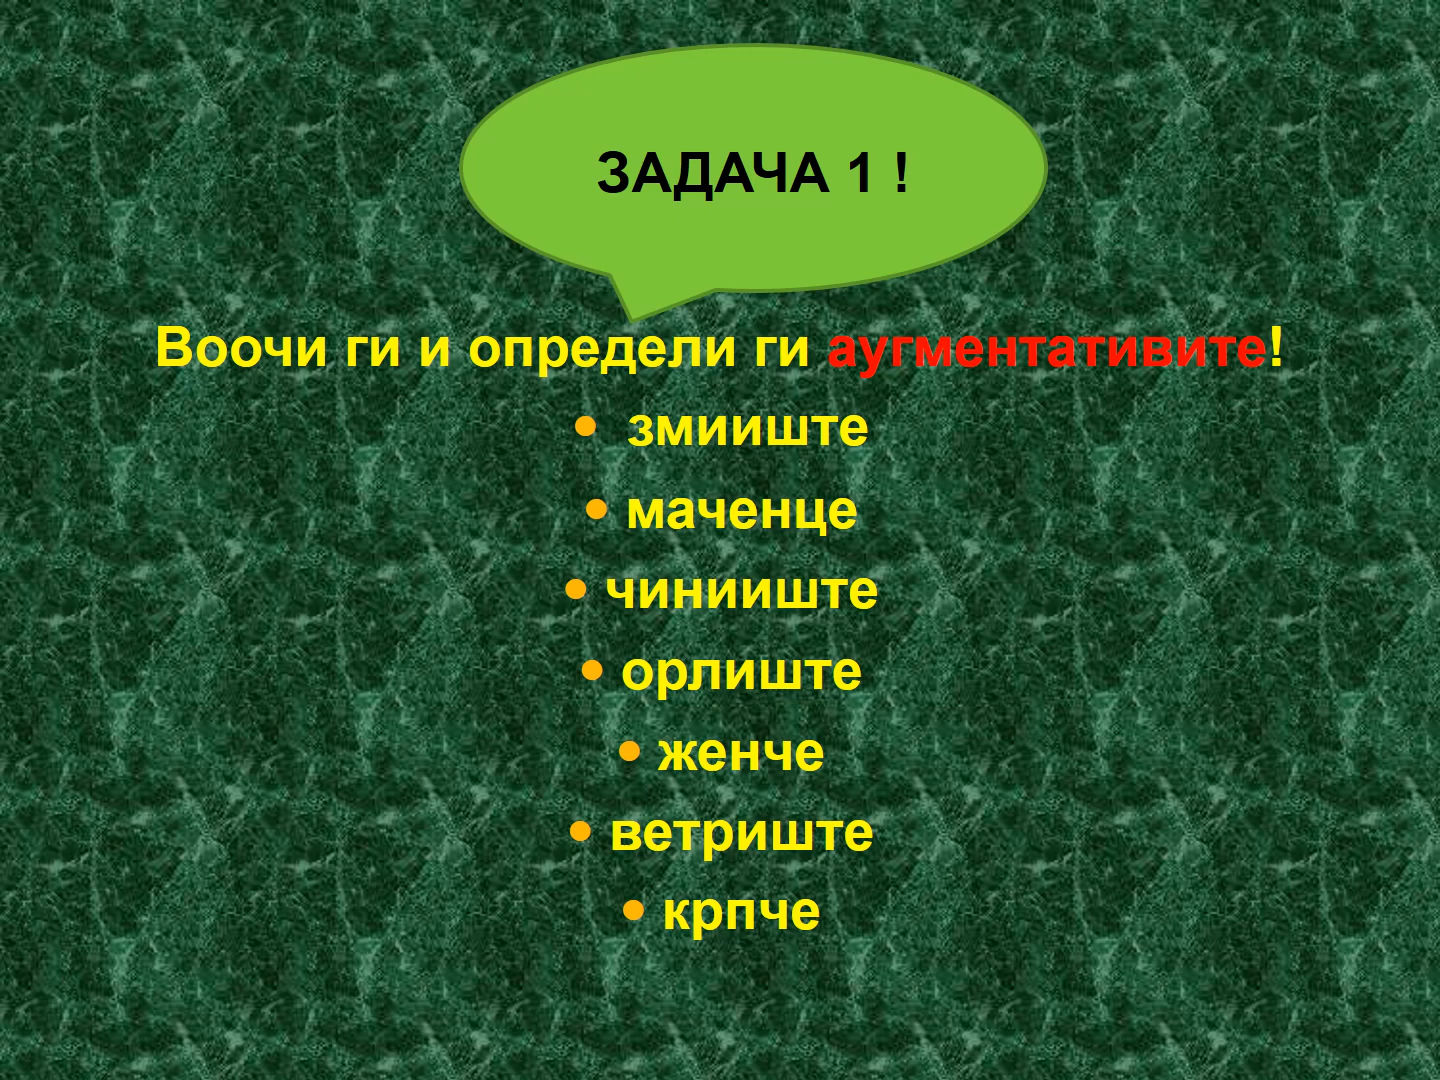 ЗАДАЧА 1 !
Воочи ги и определи ги аугментативите!
• змииште
• маченце
• чинииште
• орлиште
• женче
• ветриште
• крпче